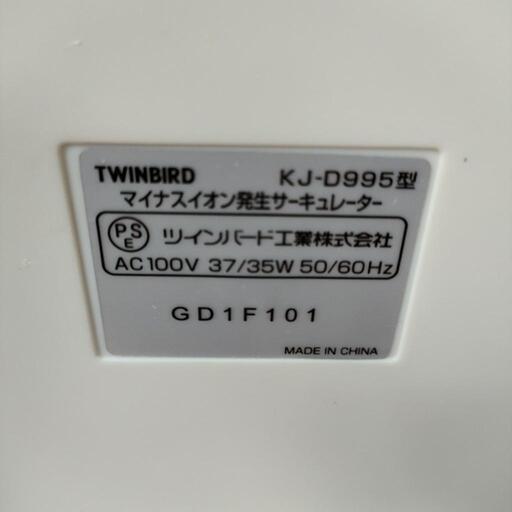 TWINBIRD KJ-D995型
マイナスイオン発生サーキュレーター
PSE ツインバード工業株式会社
AC100V 37/35W 50/60Hz
GD1F101
MADE IN CHINA